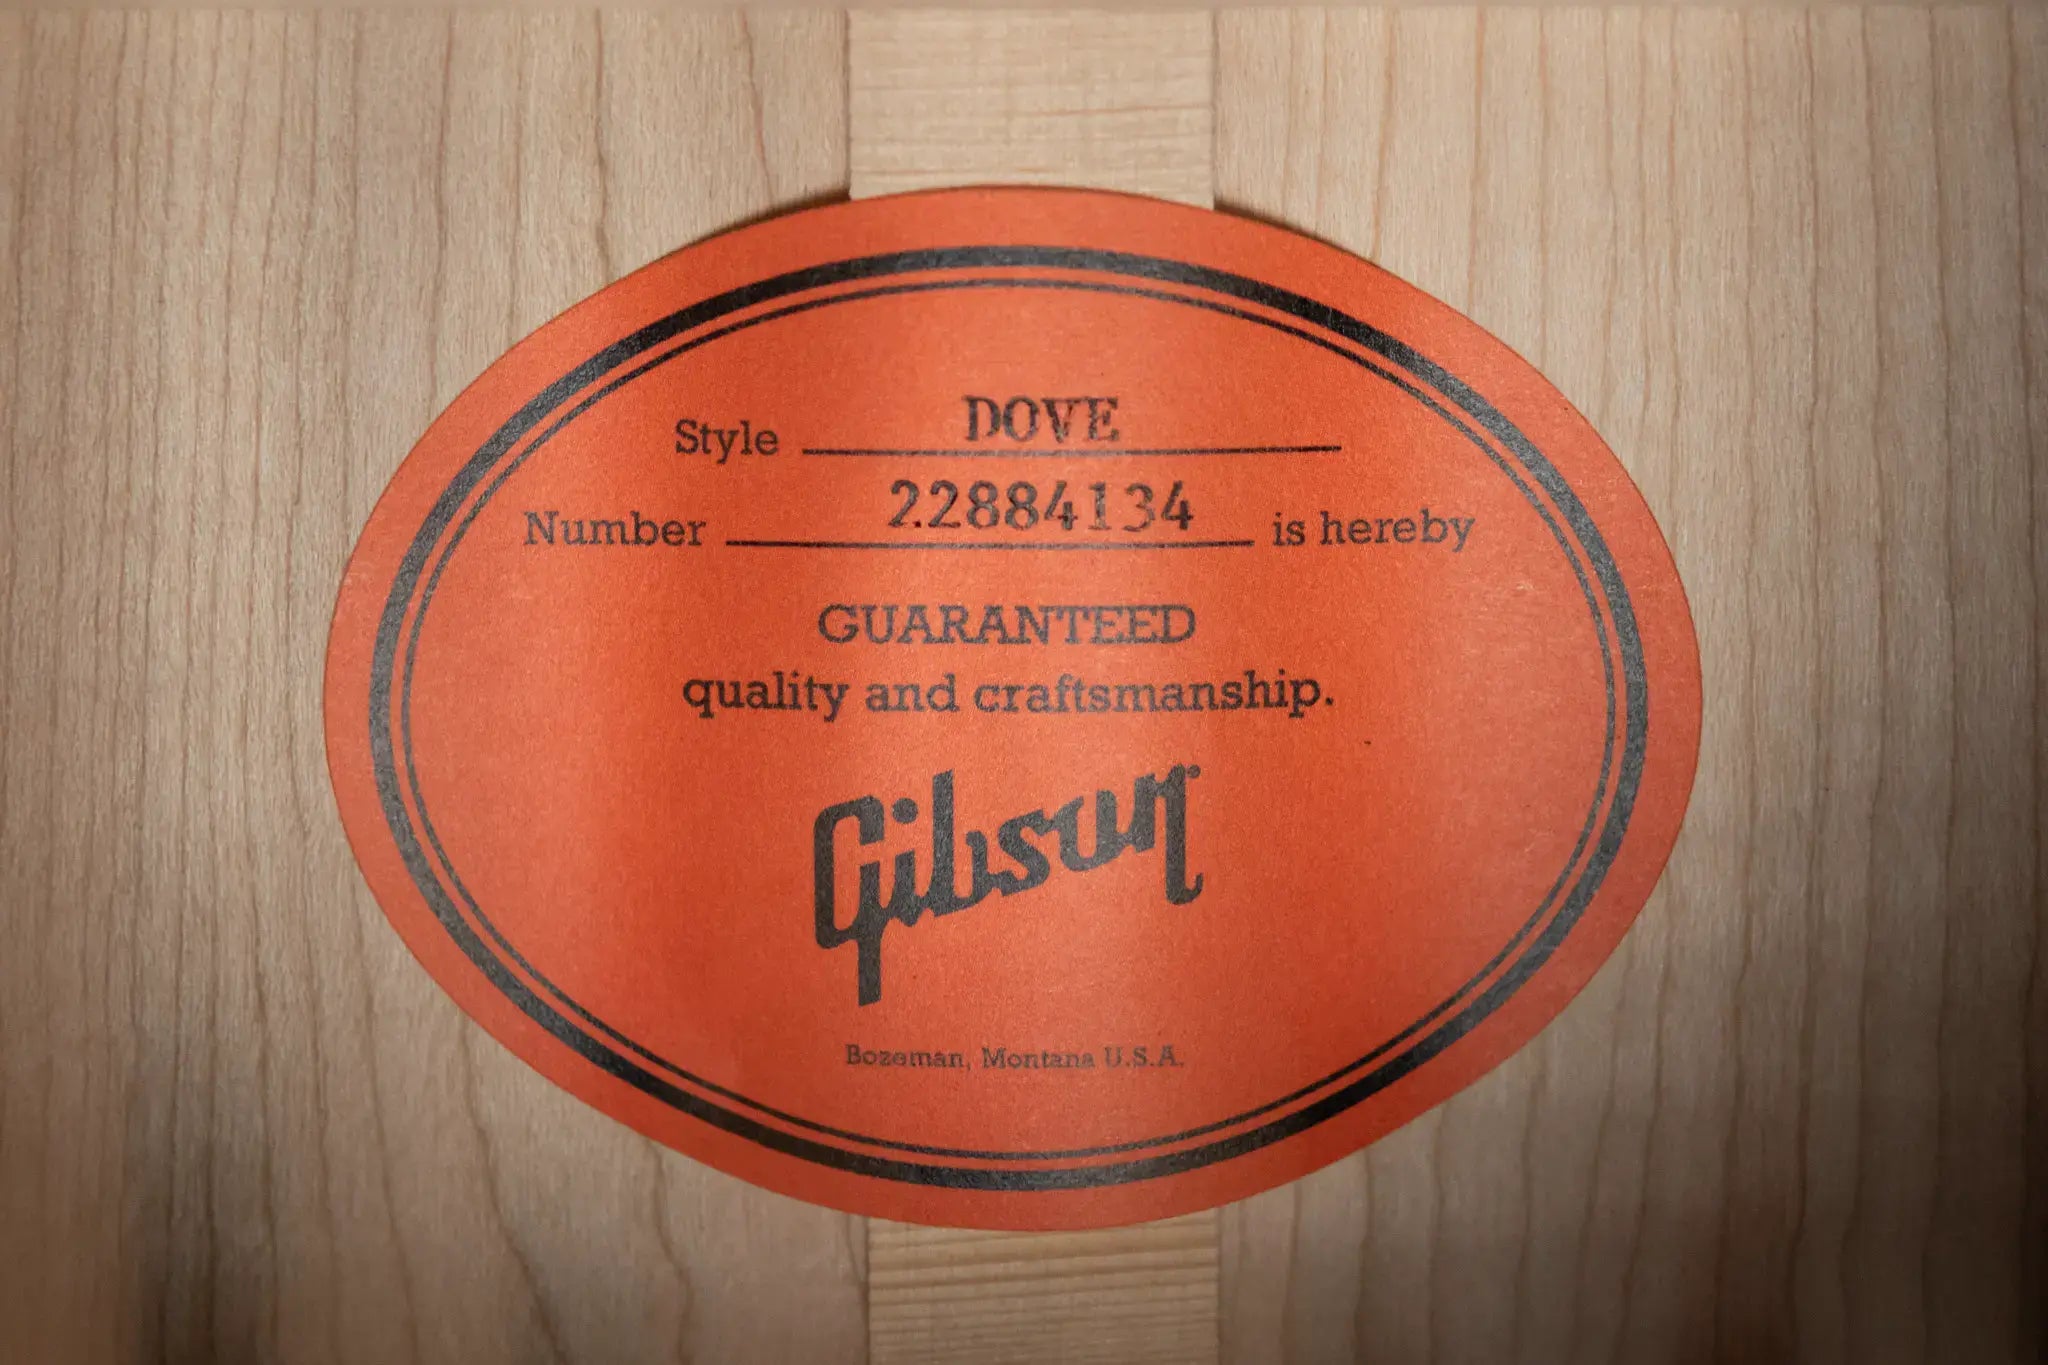 Style DOVE
Number 22884134 is hereby
GUARANTEED
quality and craftsmanship.
Gibson
Bozeman, Montana U.S.A.